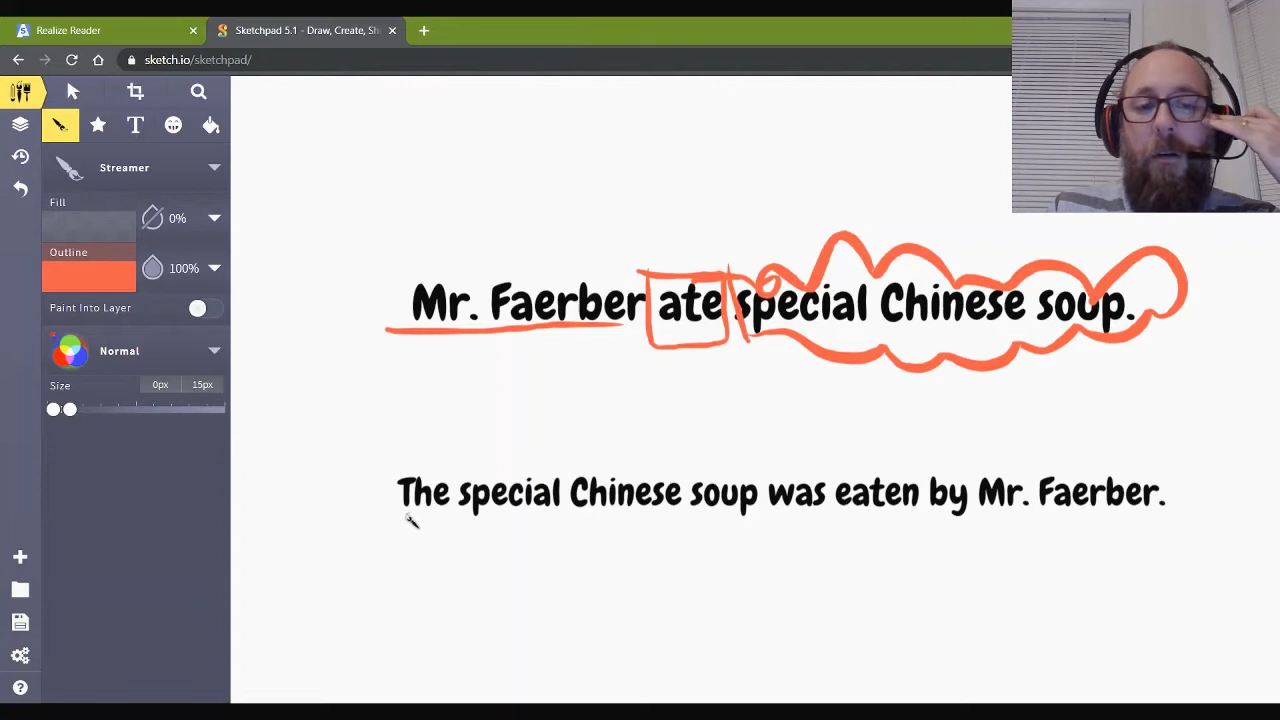 Realize Reader
Sketchpad 5.1 - Draw, Create, Sh
sketch.io/sketchpad/
Streamer
Fill
0%
Outline
100%
Paint Into Layer
Normal
Size
0px
15px
Mr. Faerber ate special Chinese soup.
The special Chinese soup was eaten by Mr. Faerber.